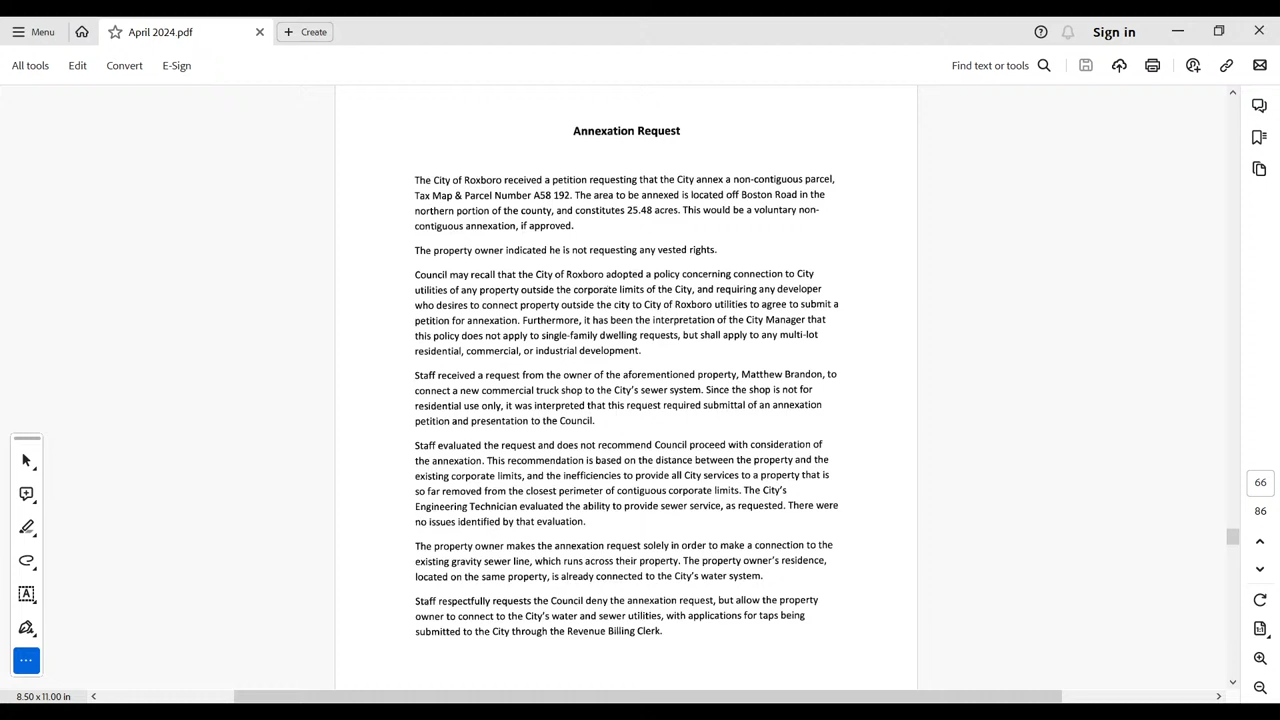 Menu
April 2024.pdf
Create
Sign in
All tools
Edit
Convert
E-Sign
Find text or tools
Annexation Request
The City of Roxboro received a petition requesting that the City annex a non-contiguous parcel,
Tax Map & Parcel Number A58 192. The area to be annexed is located off Boston Road in the
northern portion of the county, and constitutes 25.48 acres. This would be a voluntary non-
contiguous annexation, if approved.
The property owner indicated he is not requesting any vested rights.
Council may recall that the City of Roxboro adopted a policy concerning connection to City
utilities of any property outside the corporate limits of the City, and requiring any developer
who desires to connect property outside the city to City of Roxboro utilities to agree to submit a
petition for annexation. Furthermore, it has been the interpretation of the City Manager that
this policy does not apply to single-family dwelling requests, but shall apply to any multi-lot
residential, commercial, or industrial development.
Staff received a request from the owner of the aforementioned property, Matthew Brandon, to
connect a new commercial truck shop to the City's sewer system. Since the shop is not for
residential use only, it was interpreted that this request required submittal of an annexation
petition and presentation to the Council.
Staff evaluated the request and does not recommend Council proceed with consideration of
the annexation. This recommendation is based on the distance between the property and the
existing corporate limits, and the inefficiencies to provide all City services to a property that is
so far removed from the closest perimeter of contiguous corporate limits. The City's
Engineering Technician evaluated the ability to provide sewer service, as requested. There were
no issues identified by that evaluation.
The property owner makes the annexation request solely in order to make a connection to the
existing gravity sewer line, which runs across their property. The property owner's residence,
located on the same property, is already connected to the City's water system.
Staff respectfully requests the Council deny the annexation request, but allow the property
owner to connect to the City's water and sewer utilities, with applications for taps being
submitted to the City through the Revenue Billing Clerk.
66
86
8.50 x 11.00 in